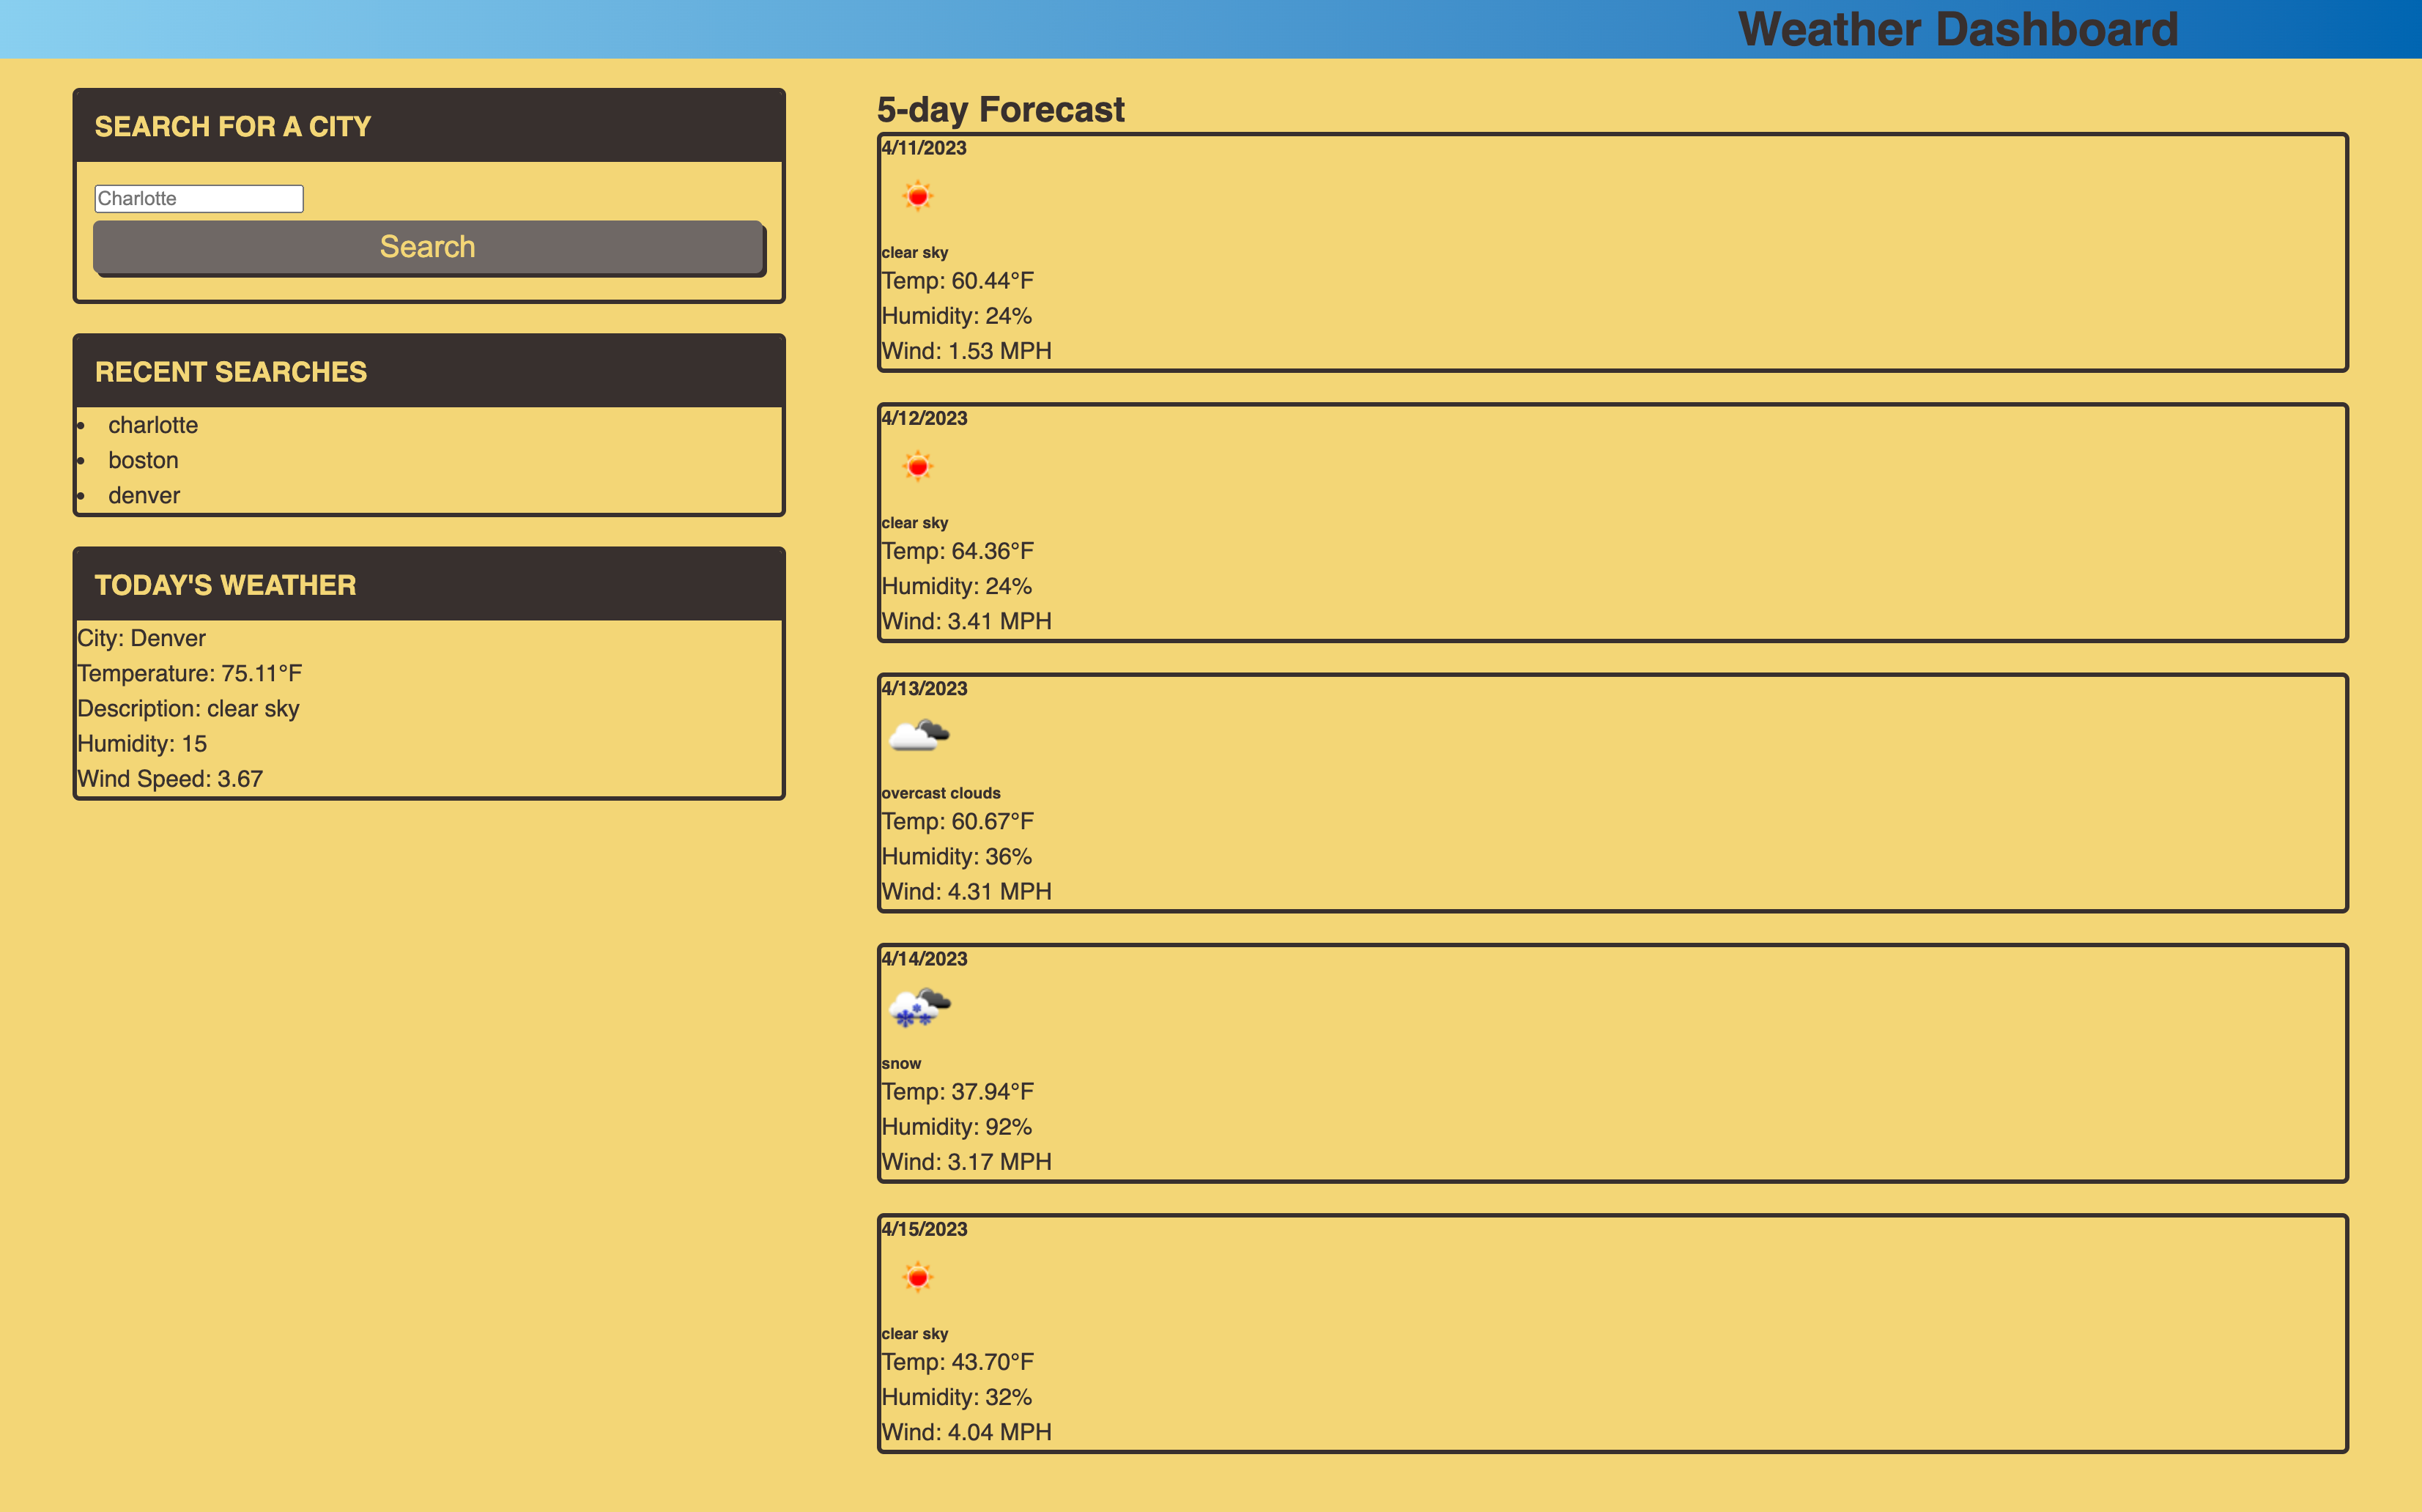 Weather Dashboard
SEARCH FOR A CITY
Charlotte
Search
RECENT SEARCHES
charlotte
boston
denver
TODAY'S WEATHER
City: Denver
Temperature: 75.11°F
Description: clear sky
Humidity: 15
Wind Speed: 3.67
5-day Forecast
4/11/2023
clear sky
Temp: 60.44°F
Humidity: 24%
Wind: 1.53 MPH
4/12/2023
clear sky
Temp: 64.36°F
Humidity: 24%
Wind: 3.41 MPH
4/13/2023
overcast clouds
Temp: 60.67°F
Humidity: 36%
Wind: 4.31 MPH
4/14/2023
snow
Temp: 37.94°F
Humidity: 92%
Wind: 3.17 MPH
4/15/2023
clear sky
Temp: 43.70°F
Humidity: 32%
Wind: 4.04 MPH